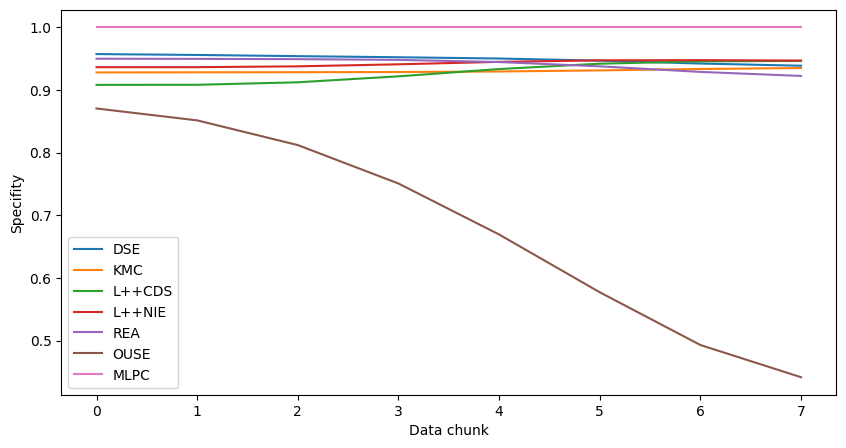 1.0
0.9
0.8
0.7
0.6
0.5
Specifity
DSE
KMC
L++CDS
L++NIE
REA
OUSE
MLPC
0 1 2 3 4 5 6 7
Data chunk